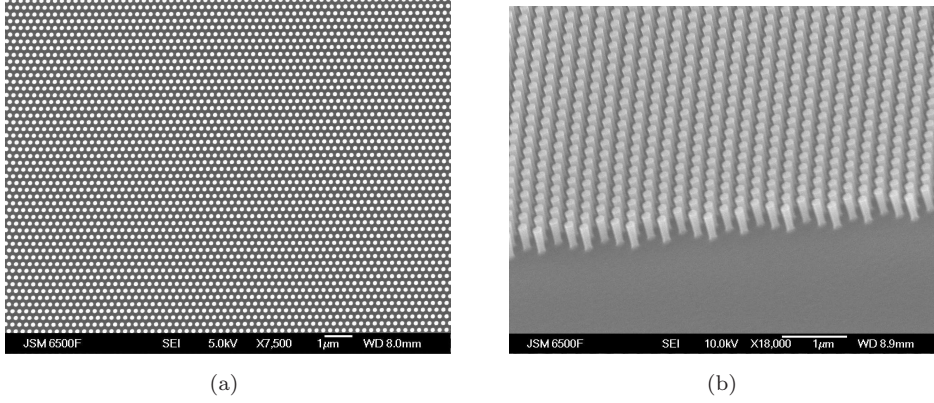 JSM 6500F SEI 5.0kV X7,500 1μm WD 8.0mm
JSM 6500F SEI 10.0kV X18,000 1μm WD 8.9mm
(a)
(b)